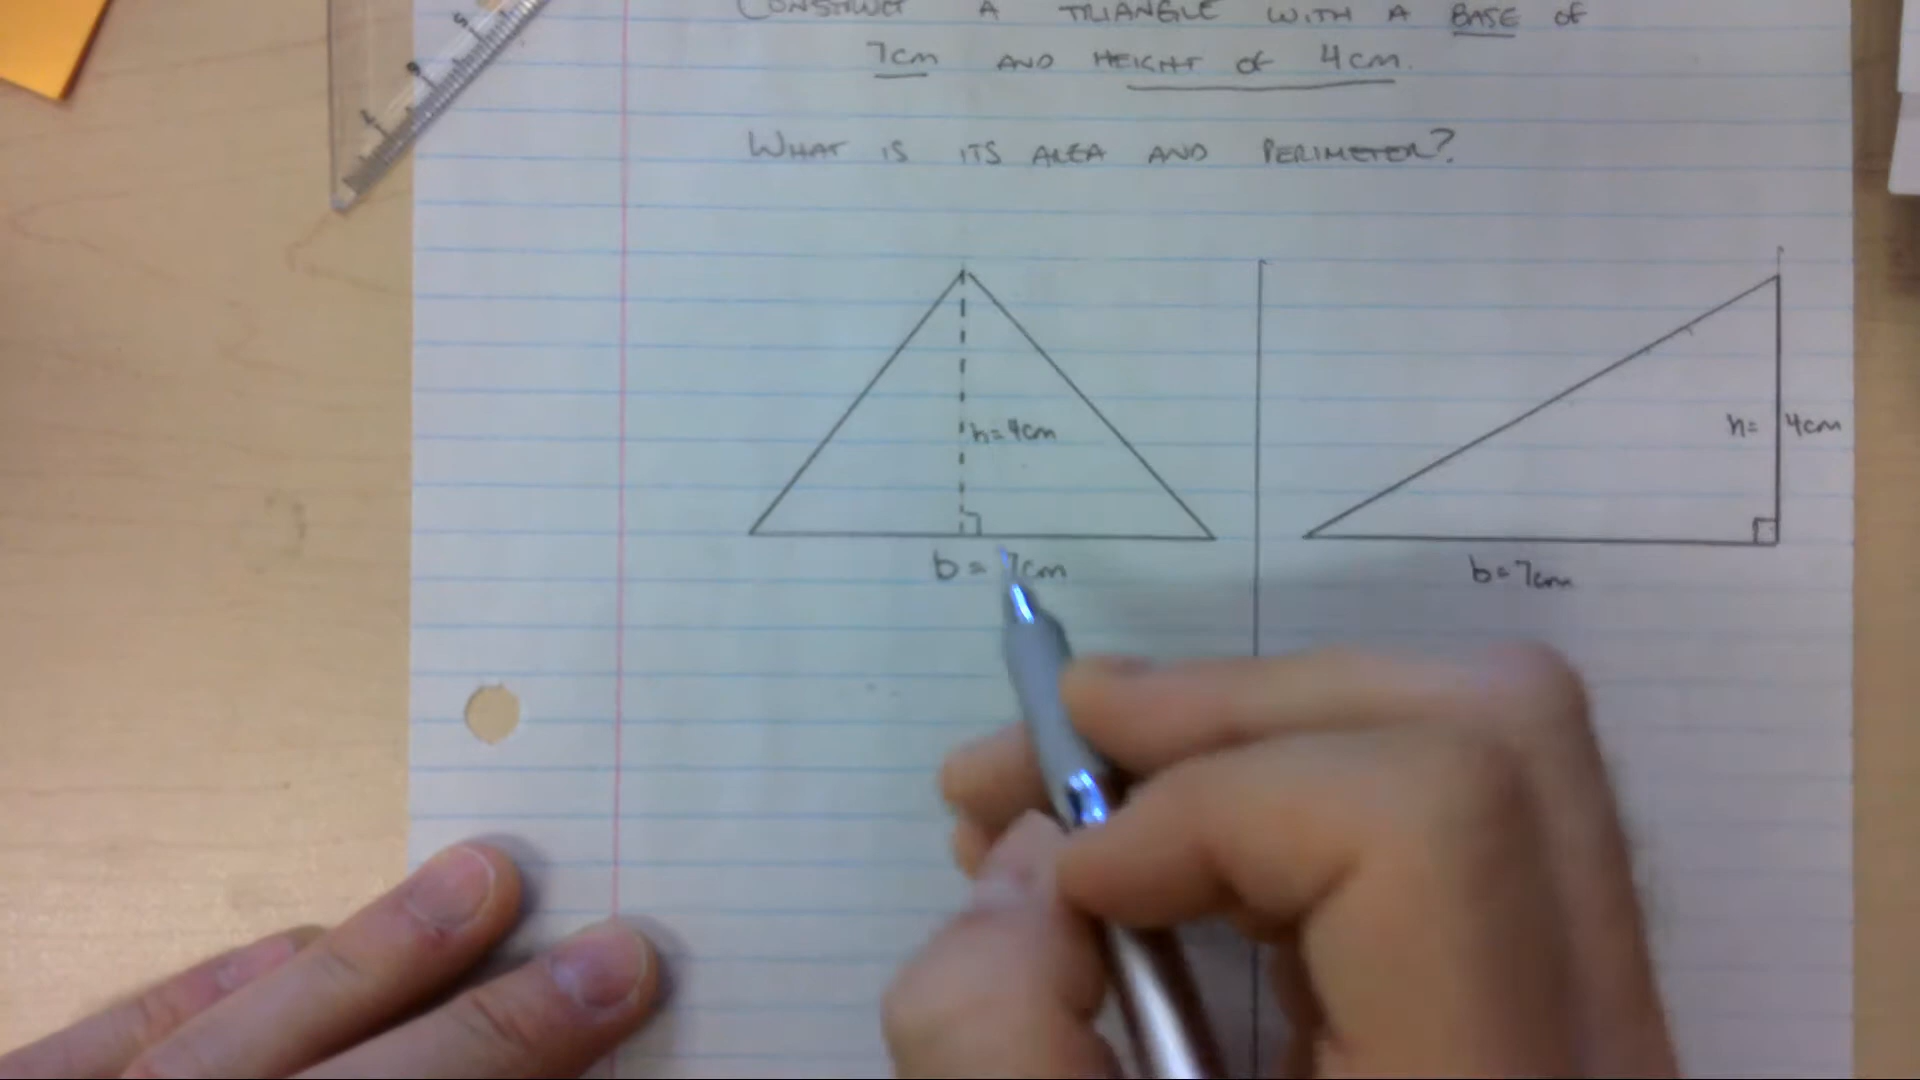 CONSTRUCT A TRIANGLE WITH A BASE OF
7cm AND HEIGHT OF 4cm.
WHAT IS ITS AREA AND PERIMETER?
h=4cm
b=7cm
h=4cm
b=7cm